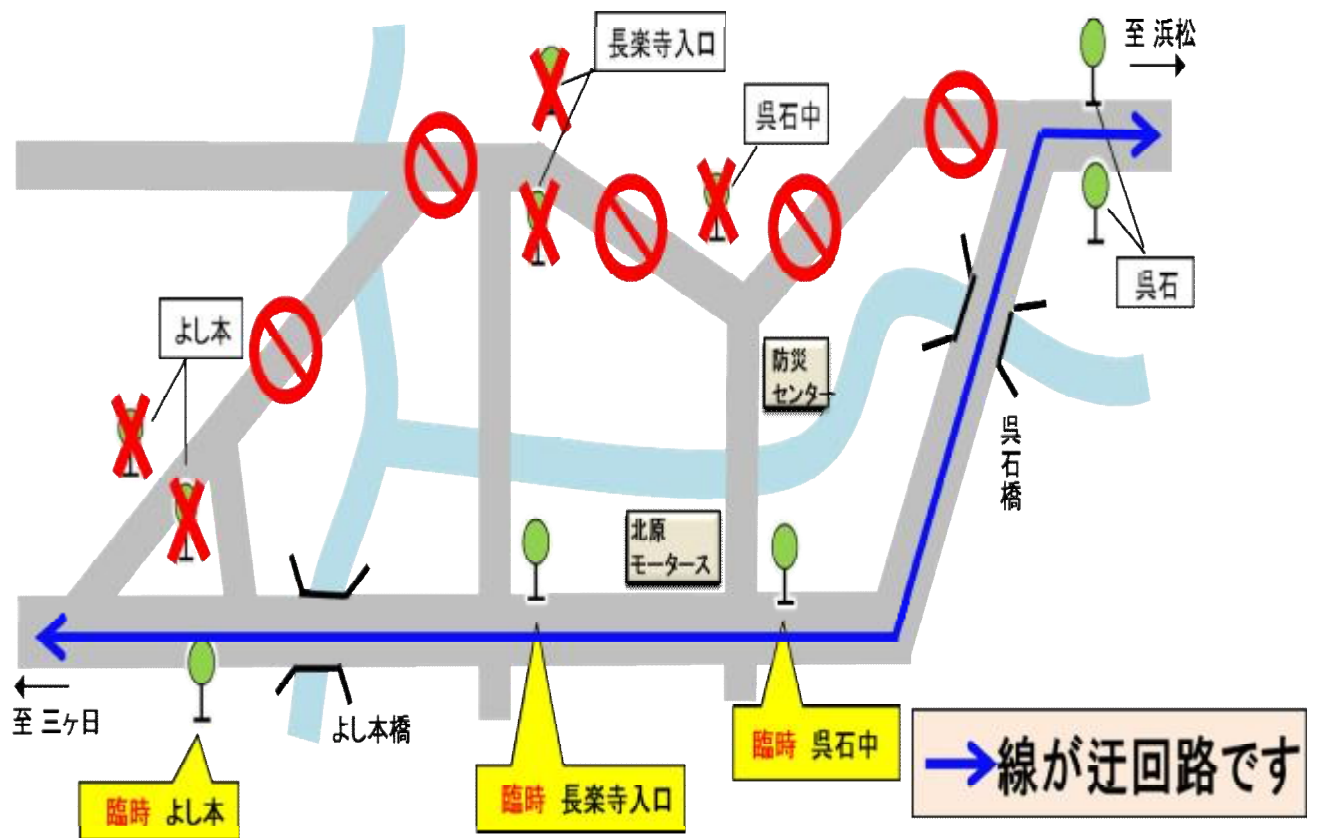 長楽寺入口
至 浜松
呉石中
呉石
よし本
防災
センター
呉石橋
北原
モータース
至 三ヶ日
よし本橋
臨時 よし本
臨時 長楽寺入口
臨時 呉石中
線が迂回路です